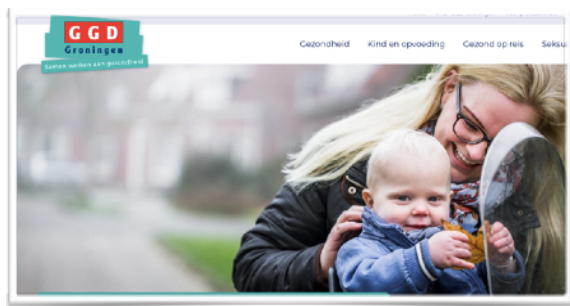 GGD
Groningen
Samen werken aan gezondheid
Gezondheid Kind en opvoeding Gezond op reis Seksu